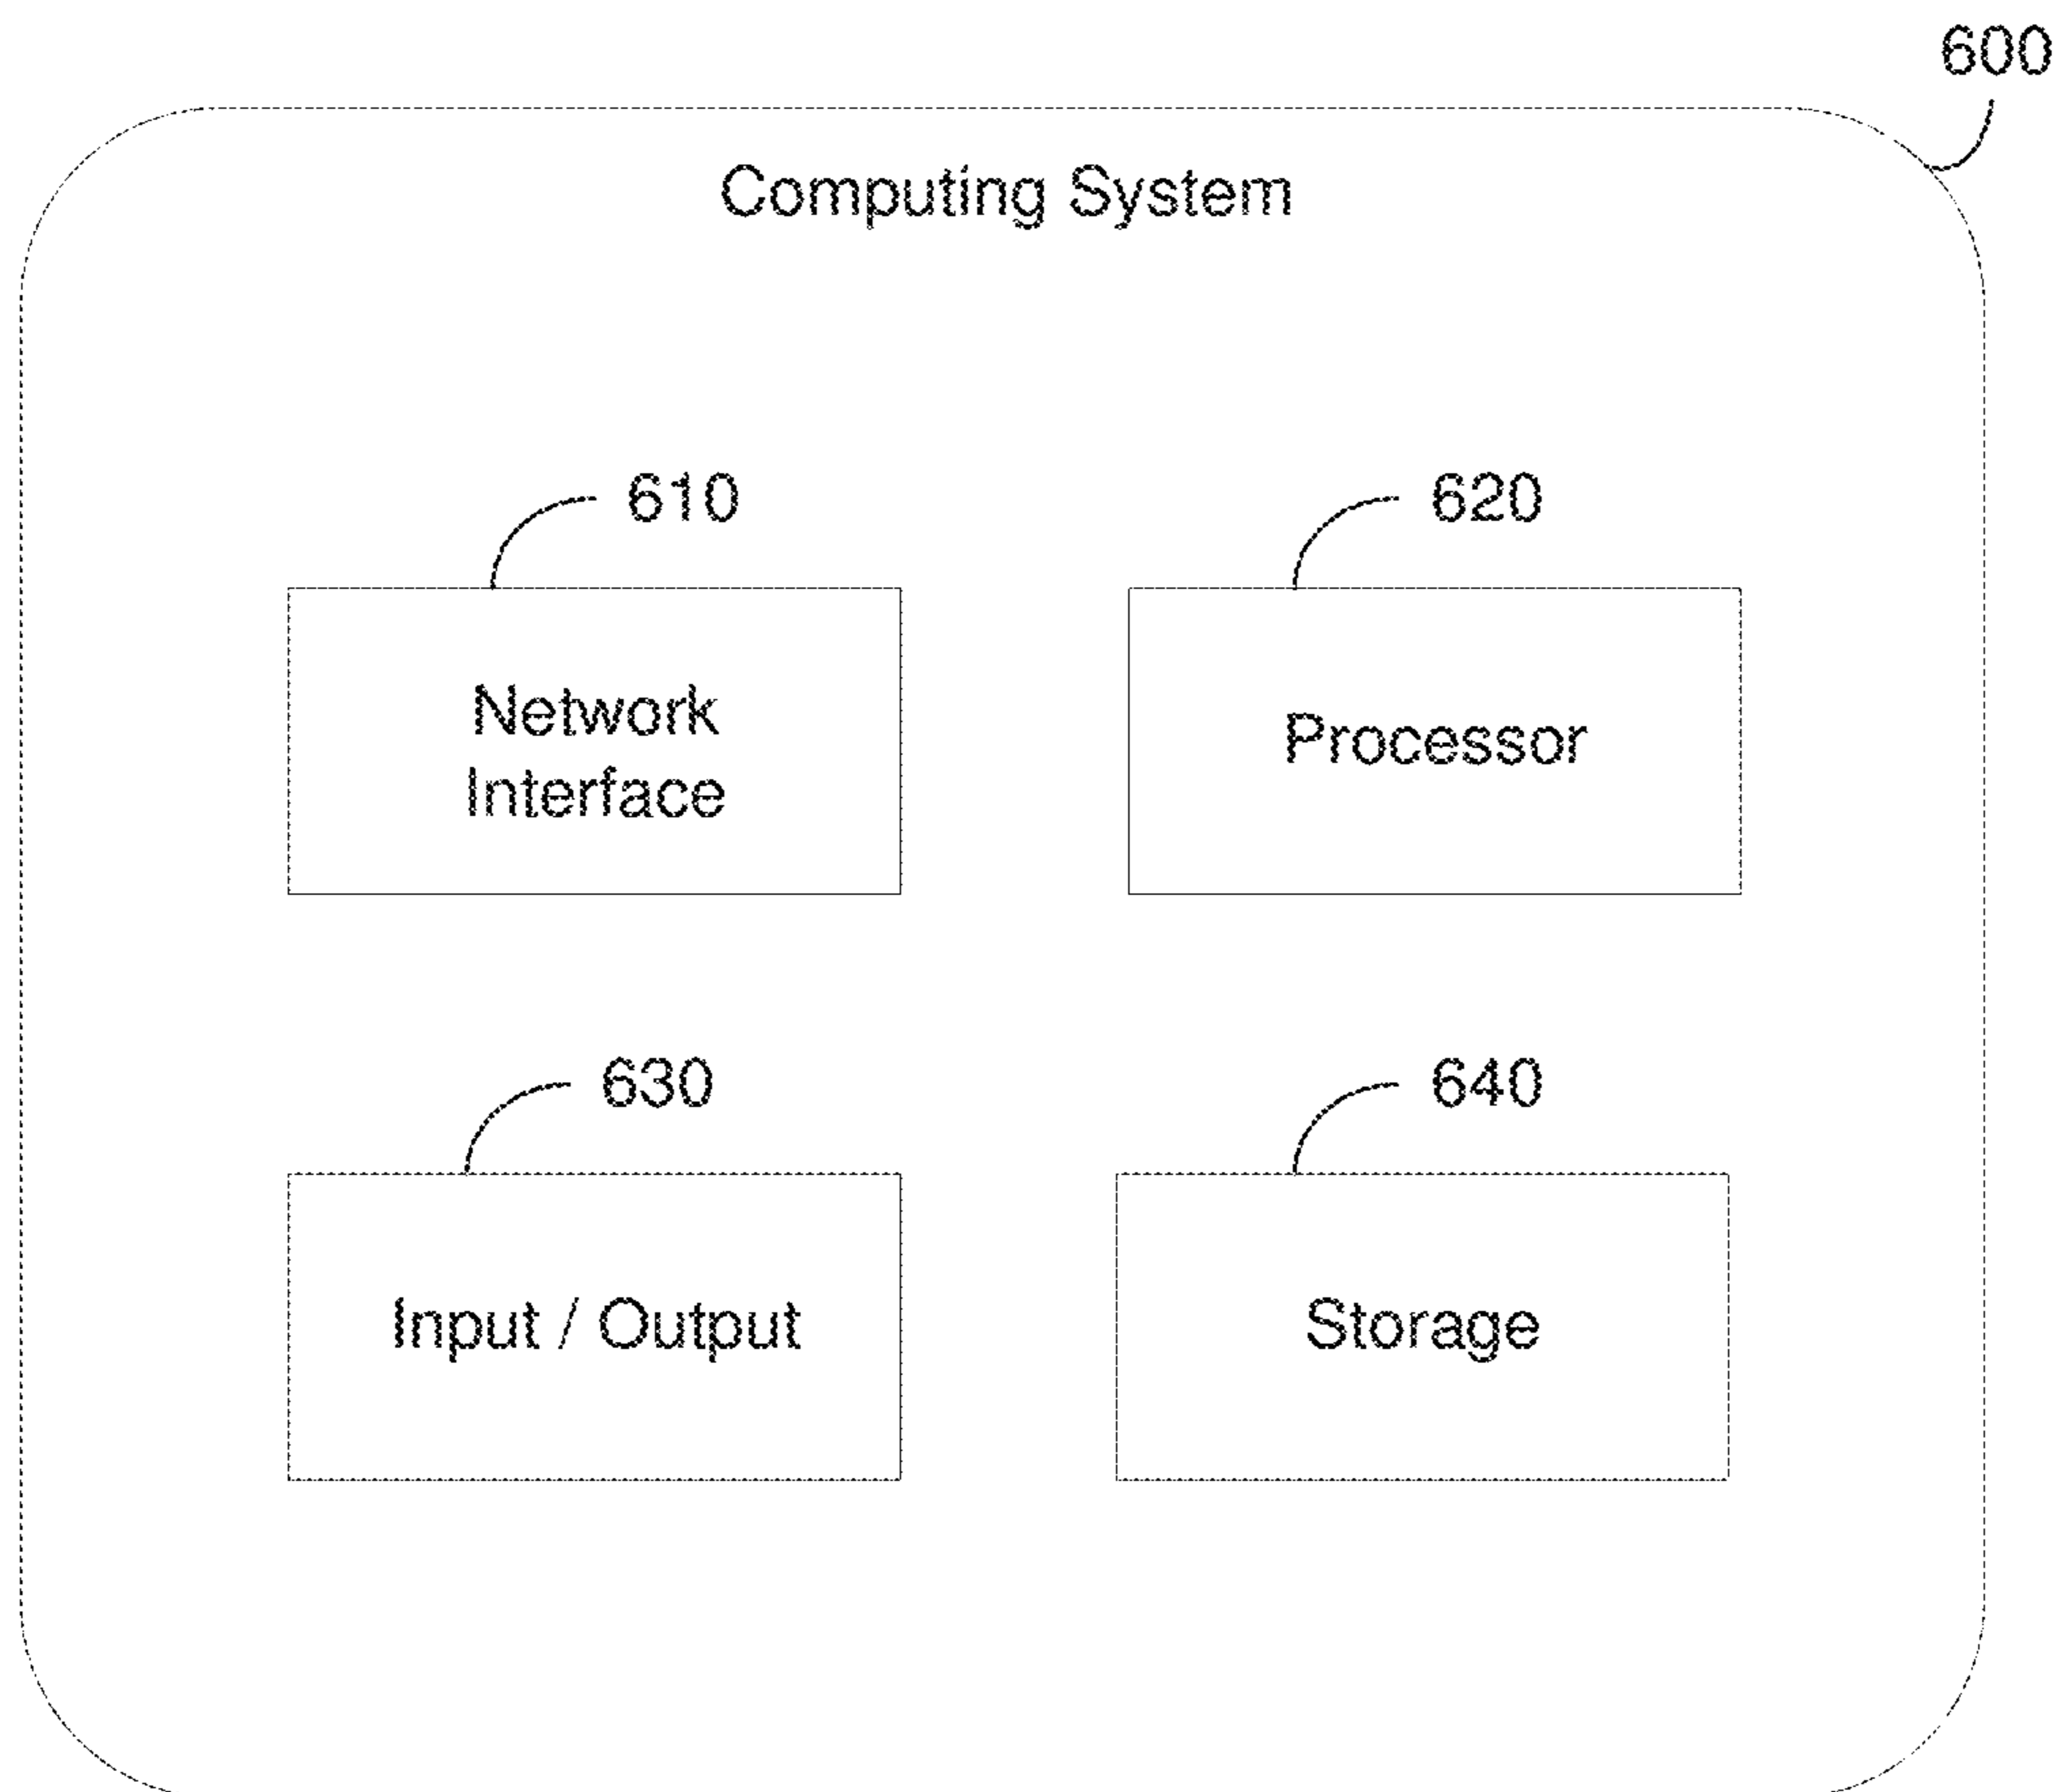 600
Computing System
610
620
Network
Interface
Processor
630
640
Input / Output
Storage